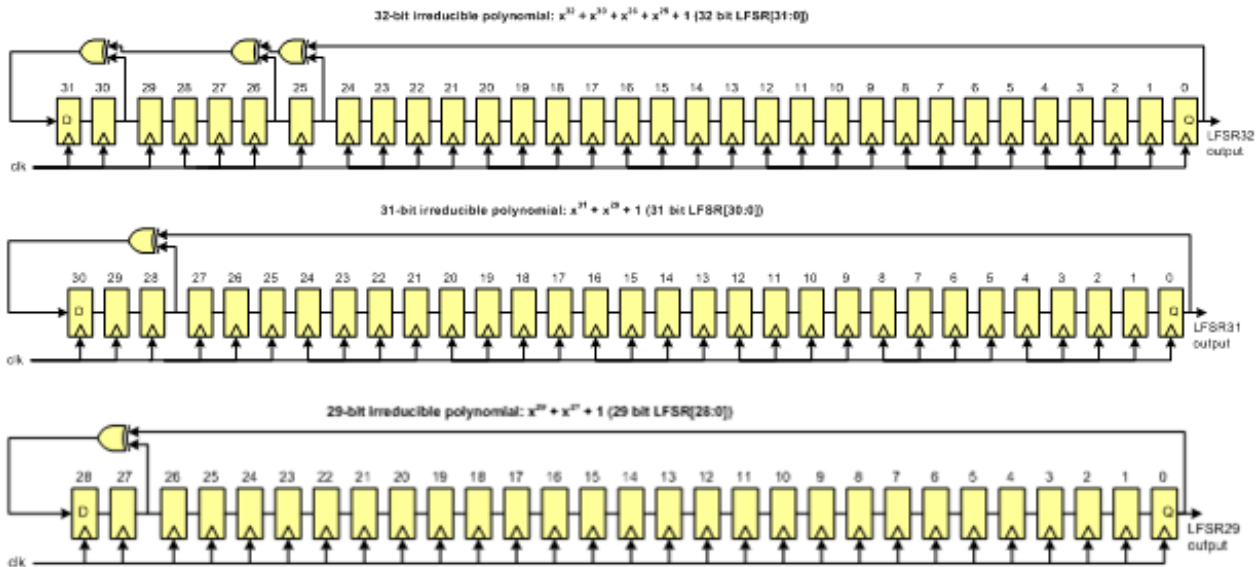 32-bit irreducible polynomial: x³² + x³⁰ + x²⁶ + x²⁵ + 1 (32 bit LFSR[31:0])
31 30 29 28 27 26 25 24 23 22 21 20 19 18 17 16 15 14 13 12 11 10 9 8 7 6 5 4 3 2 1 0
D Q
LFSR32
output
clk
31-bit irreducible polynomial: x³¹ + x²⁸ + 1 (31 bit LFSR[30:0])
30 29 28 27 26 25 24 23 22 21 20 19 18 17 16 15 14 13 12 11 10 9 8 7 6 5 4 3 2 1 0
D Q
LFSR31
output
clk
29-bit irreducible polynomial: x²⁹ + x²⁷ + 1 (29 bit LFSR[28:0])
28 27 26 25 24 23 22 21 20 19 18 17 16 15 14 13 12 11 10 9 8 7 6 5 4 3 2 1 0
D Q
LFSR29
output
clk